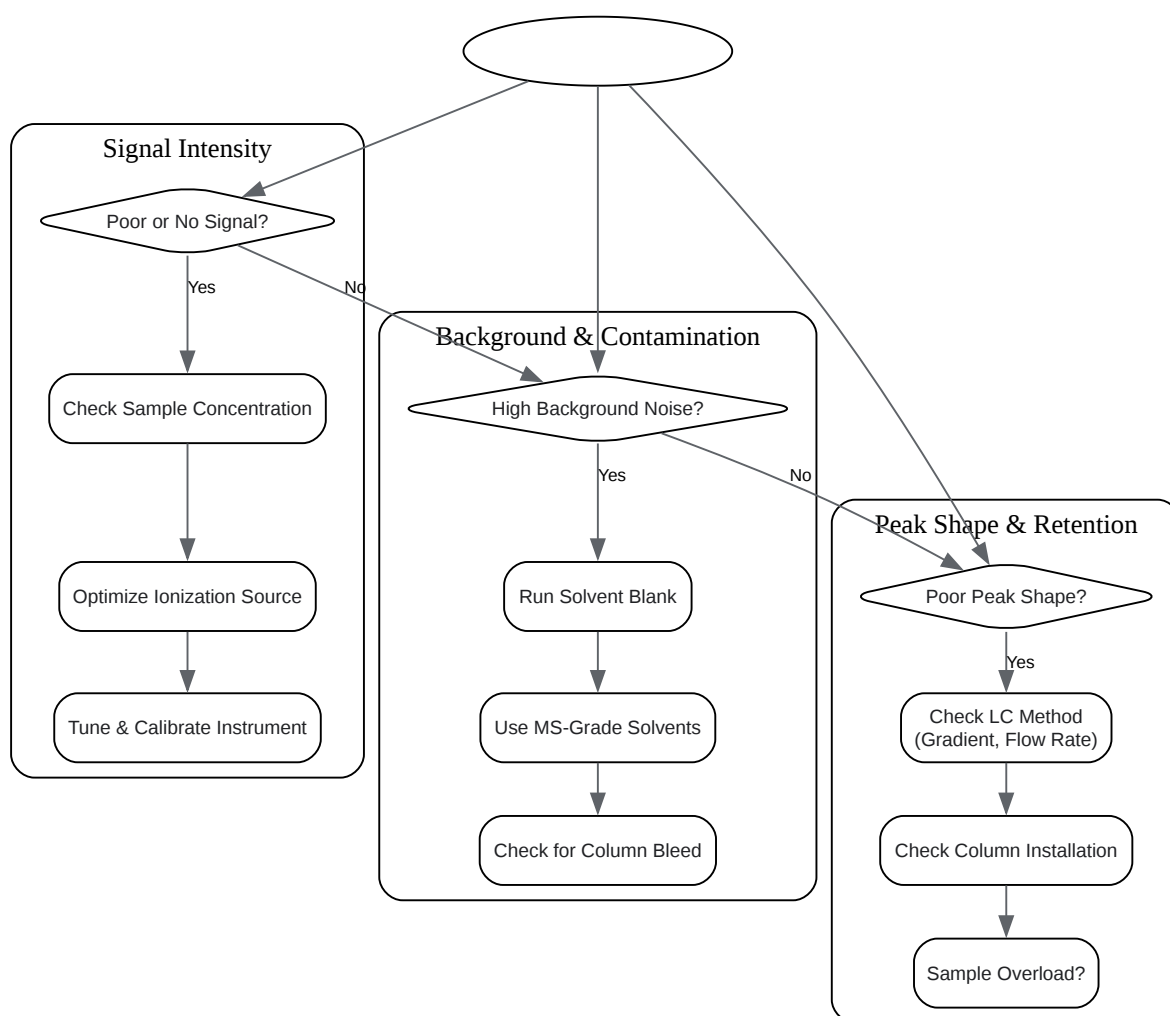 Signal Intensity
Poor or No Signal?
Yes
No
Check Sample Concentration
Optimize Ionization Source
Tune & Calibrate Instrument
Background & Contamination
High Background Noise?
Yes
No
Run Solvent Blank
Use MS-Grade Solvents
Check for Column Bleed
Peak Shape & Retention
Poor Peak Shape?
Yes
Check LC Method
(Gradient, Flow Rate)
Check Column Installation
Sample Overload?